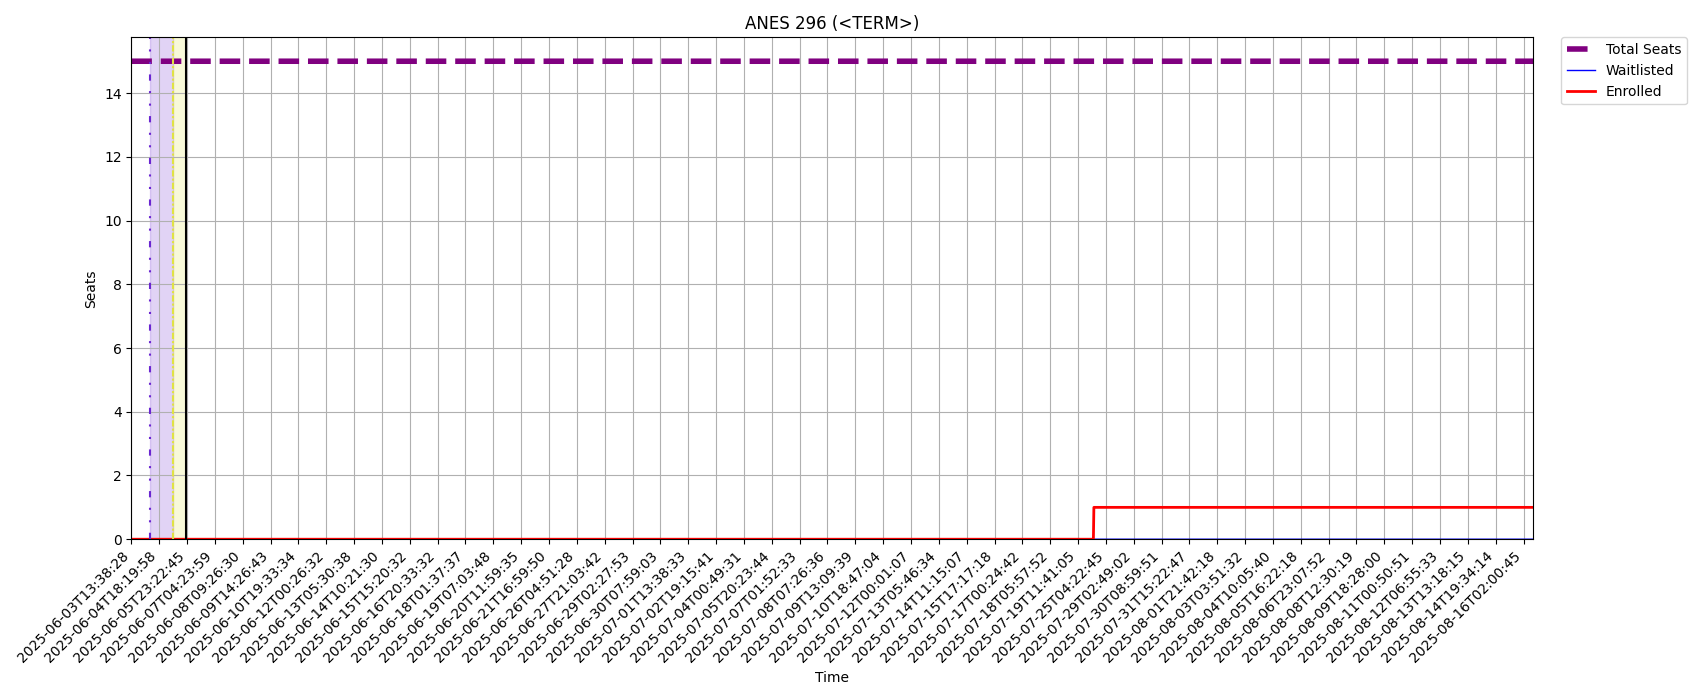 ANES 296 (<TERM>)
Total Seats
Waitlisted
Enrolled
Seats
14
12
10
8
6
4
2
0
2025-06-03T13:38:28
2025-06-04T18:19:58
2025-06-05T23:22:45
2025-06-07T04:23:59
2025-06-08T09:26:30
2025-06-09T14:26:43
2025-06-10T19:33:34
2025-06-12T00:26:32
2025-06-13T05:30:38
2025-06-14T10:21:30
2025-06-15T15:20:32
2025-06-16T20:33:32
2025-06-18T01:37:37
2025-06-19T07:03:48
2025-06-20T11:59:35
2025-06-21T16:59:50
2025-06-26T04:51:28
2025-06-27T21:03:42
2025-06-29T02:27:53
2025-06-30T07:59:03
2025-07-01T13:38:33
2025-07-02T19:15:41
2025-07-04T00:49:31
2025-07-05T20:23:44
2025-07-07T01:52:33
2025-07-08T07:26:36
2025-07-09T13:09:39
2025-07-10T18:47:04
2025-07-12T00:01:07
2025-07-13T05:46:34
2025-07-14T11:15:07
2025-07-15T17:17:18
2025-07-17T00:24:42
2025-07-18T05:57:52
2025-07-19T11:41:05
2025-07-25T04:22:45
2025-07-29T02:49:02
2025-07-30T08:59:51
2025-07-31T15:22:47
2025-08-01T21:42:18
2025-08-03T03:51:32
2025-08-04T10:05:40
2025-08-05T16:22:18
2025-08-06T23:07:52
2025-08-08T12:30:19
2025-08-09T18:28:00
2025-08-11T00:50:51
2025-08-12T06:55:33
2025-08-13T13:18:15
2025-08-14T19:34:14
2025-08-16T02:00:45
Time